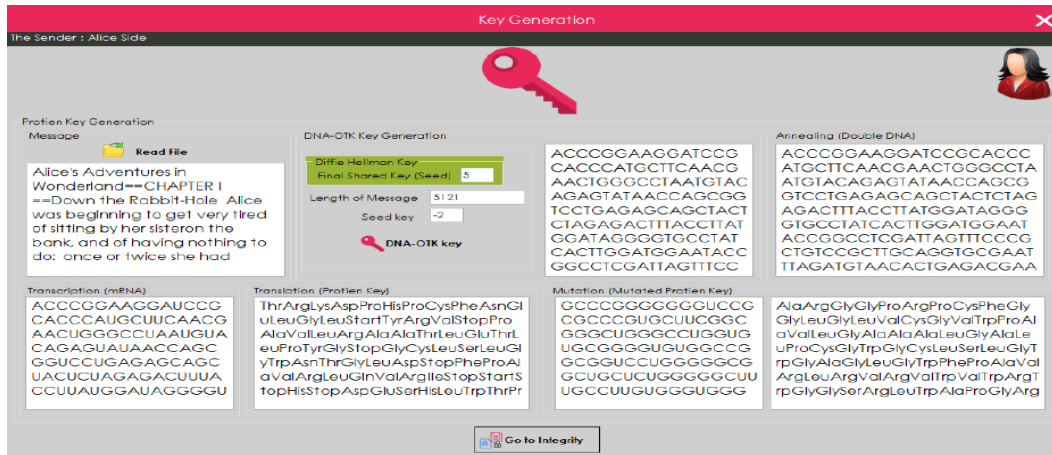 Key Generation
The Sender : Alice Side
Protien Key Generation
Message
Read File
Alice's Adventures in
Wonderland==CHAPTER I
==Down the Rabbit-Hole Alice
was beginning to get very tired
of sitting by her sisteron the
bank, and of having nothing to
do: once or twice she had
DNA-OTK Key Generation
Diffie Hellman Key
Final Shared Key (Seed) 5
Length of Message 5121
Seed key -2
DNA-OTK key
ACCCGGAAGGATCCG
CACCCATGCTTCAACG
AACTGGGCCTAATGTAC
AGAGTATAACCAGCGG
TCCTGAGAGCAGCTACT
CTAGAGACTTTACCTTAT
GGATAGGGGTGCCTAT
CACTTGGATGGAATACC
GGCCTCGATTAGTTTCC
Annealing (Double DNA)
ACCCGGAAGGATCCGCACCC
ATGCTTCAACGAACTGGGCCTA
ATGTACAGAGTATAACCAGCG
GTCCTGAGAGCAGCTACTCTAG
AGACTTTACCTTATGGATAGGG
GTGCCTATCACTTGGATGGAAT
ACCGGCCTCGATTAGTTTCCCG
CTGTCCGCTTGCAGGTGCGAAT
TTAGATGTAACACTGAGACGAA
Transcription (mRNA)
ACCCGGAAGGAUCCG
CACCCAUGCUUCAACG
AACUGGGCCUAAUGUA
CAGAGUAUAACCAGC
GGUCCUGAGAGCAGC
UACUCUAGAGACUUUA
CCUUAUGGAUAGGGGU
Translation (Protien Key)
ThrArgLysAspProHisProCysPheAsnGl
uLeuGlyLeuStartTyrArgValStopPro
AlaValLeuArgAlaAlaThrLeuGluThrL
euProTyrGlyStopGlyCysLeuSerLeuGl
yTrpAsnThrGlyLeuAspStopPheProAl
aValArgLeuGlnValArgIleStopStartS
topHisStopAspGluSerHisLeuTrpThrPr
Mutation (Mutated Protien Key)
GCCCGGGGGGGUCCG
CGCCCGUGCUUCGGC
GGGCUGGGCCUGGUG
UGCGGGGUGUGGCCG
GCGGUCCUGGGGGCG
GCUGCUCUGGGGGCUU
UGCCUUGUGGGUGGG
AlaArgGlyGlyProArgProCysPheGly
GlyLeuGlyLeuValCysGlyValTrpProAl
aValLeuGlyAlaAlaAlaLeuGlyAlaLe
uProCysGlyTrpGlyCysLeuSerLeuGlyT
rpGlyAlaGlyLeuGlyTrpPheProAlaVal
ArgLeuArgValArgValTrpValTrpArgT
rpGlyGlySerArgLeuTrpAlaProGlyArg
Go to Integrity